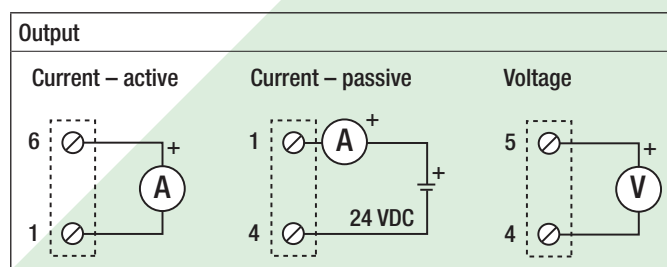 Output
Current – active
Current – passive
Voltage
6
+
A
1
1
A
+
+
24 VDC
4
5
+
V
4